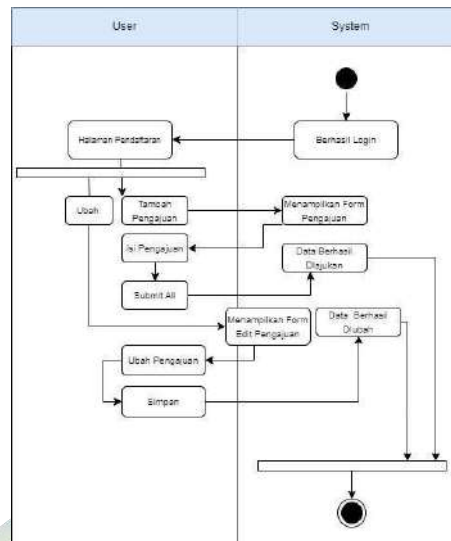 User
System
Halaman Pendaftaran
Berhasil Login
Ubah
Tambah
Pengajuan
Menampilkan Form
Pengajuan
Isi Pengajuan
Data Berhasil
Diajukan
Submit All
Menampilkan Form
Edit Pengajuan
Data Berhasil
Diubah
Ubah Pengajuan
Simpan